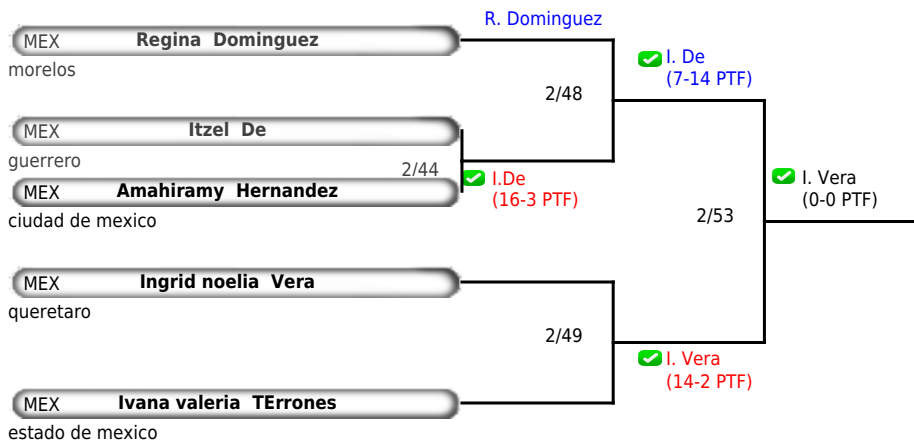 R. Dominguez
MEX Regina Dominguez
morelos
I. De
(7-14 PTF)
2/48
MEX Itzel De
guerrero
2/44
I.De
(16-3 PTF)
MEX Amahiramy Hernandez
ciudad de mexico
I. Vera
(0-0 PTF)
2/53
MEX Ingrid noelia Vera
queretaro
2/49
I. Vera
(14-2 PTF)
MEX Ivana valeria TErrones
estado de mexico